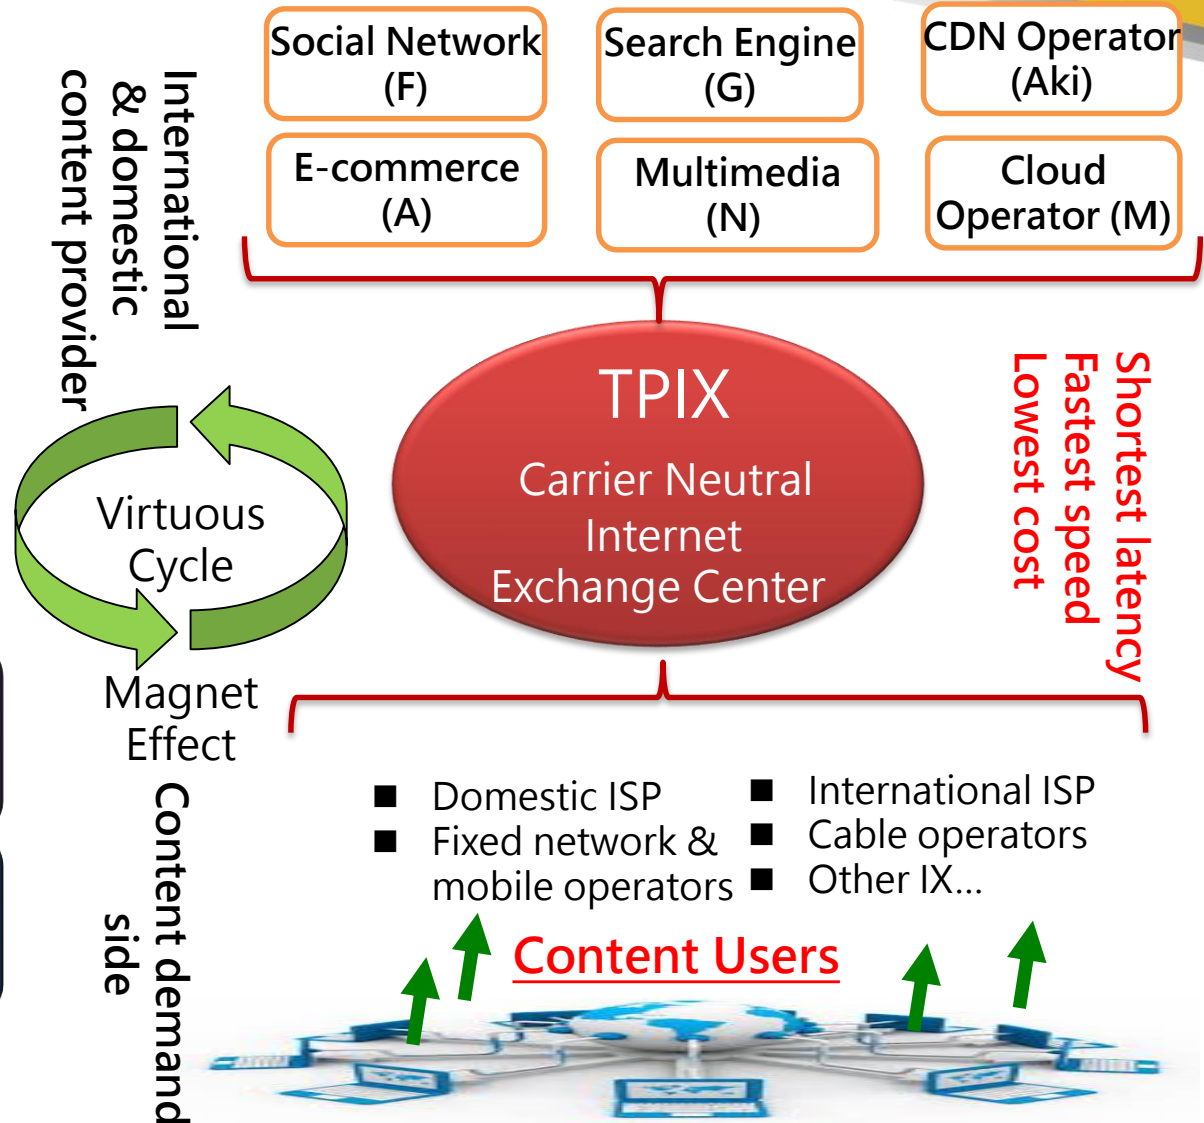 Social Network
(F)
Search Engine
(G)
CDN Operator
(Aki)
E-commerce
(A)
Multimedia
(N)
Cloud
Operator (M)
International
& domestic
content provider
TPIX
Carrier Neutral
Internet
Exchange Center
Shortest latency
Fastest speed
Lowest cost
Virtuous
Cycle
Magnet
Effect
Content demand
side
■ Domestic ISP
■ Fixed network &
mobile operators
■ International ISP
■ Cable operators
■ Other IX...
Content Users